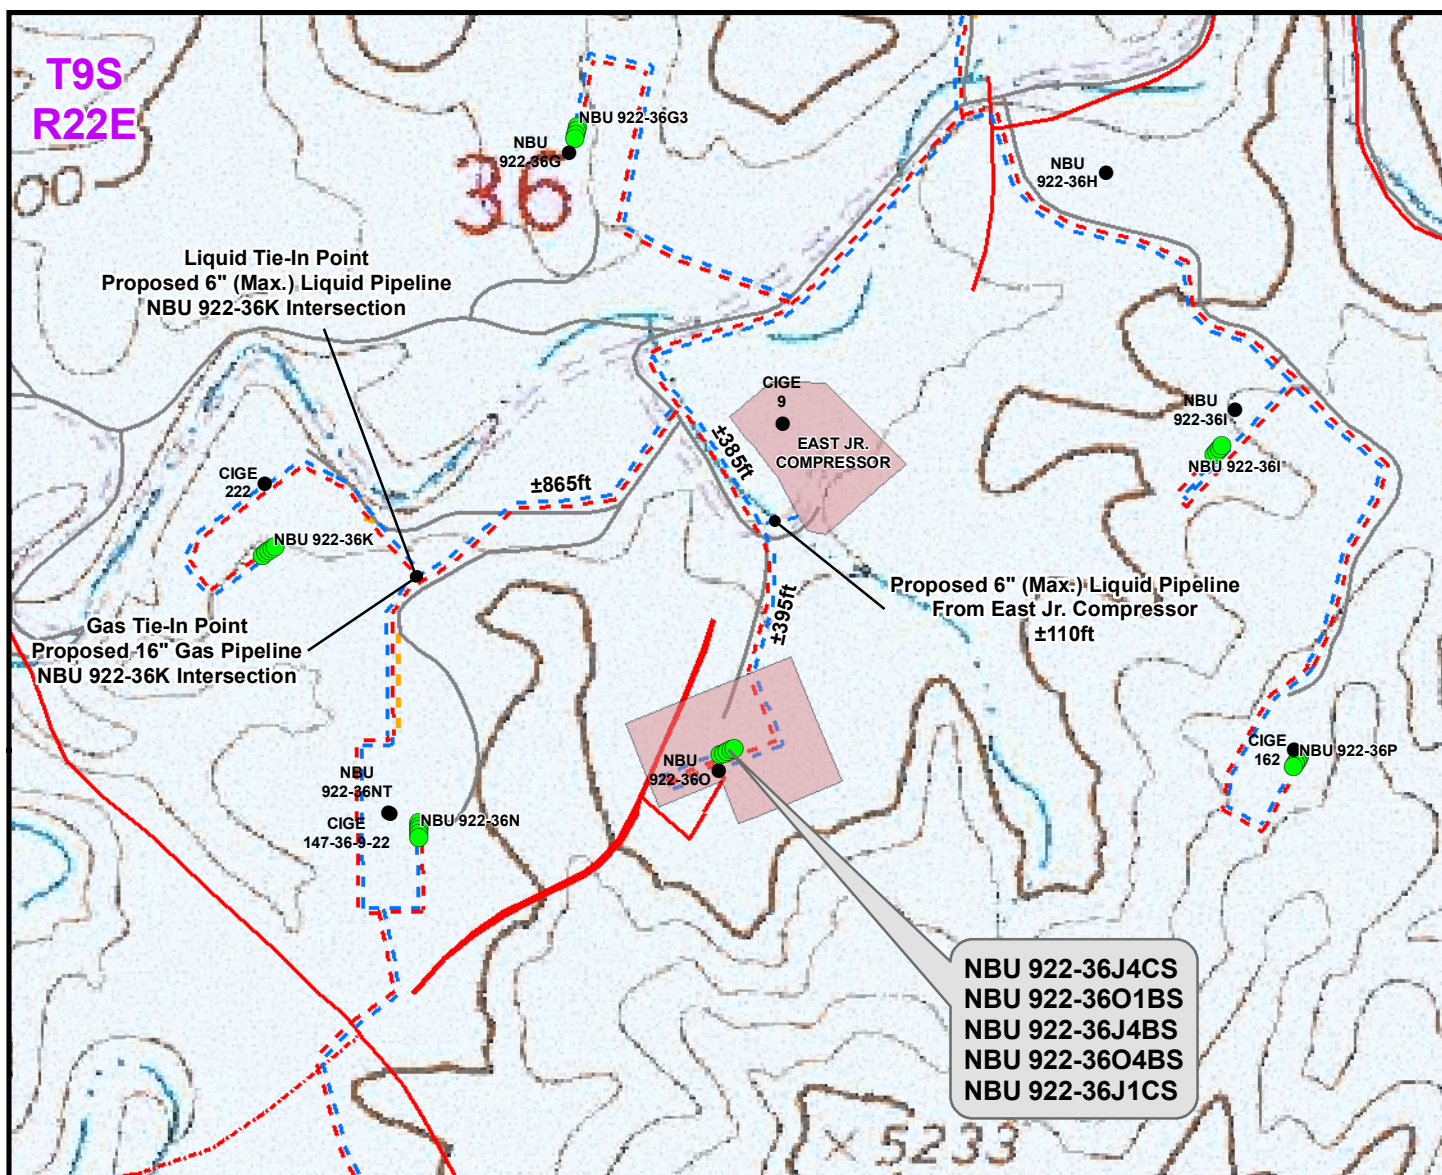 T9S
R22E
00
36
NBU 922-36G3
NBU
922-36G
NBU
922-36H
Liquid Tie-In Point
Proposed 6" (Max.) Liquid Pipeline
NBU 922-36K Intersection
CIGE
9
EAST JR.
COMPRESSOR
±385ft
±865ft
NBU
922-36I
NBU 922-36I
CIGE
222
NBU 922-36K
Proposed 6" (Max.) Liquid Pipeline
From East Jr. Compressor
±110ft
±395ft
Gas Tie-In Point
Proposed 16" Gas Pipeline
NBU 922-36K Intersection
NBU
922-36O
CIGE
162
NBU 922-36P
NBU
922-36NT
CIGE
147-36-9-22
NBU 922-36N
NBU 922-36J4CS
NBU 922-36O1BS
NBU 922-36J4BS
NBU 922-36O4BS
NBU 922-36J1CS
× 5233